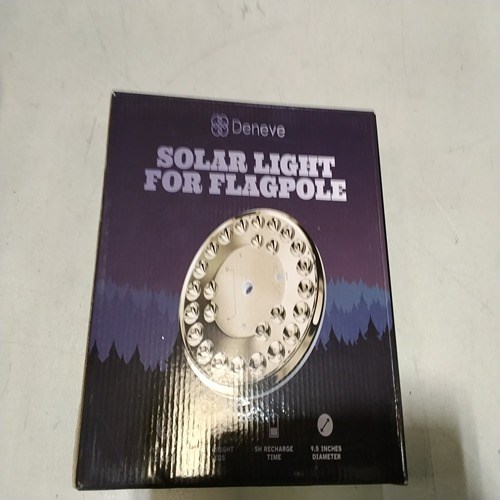 Deneve
SOLAR LIGHT
FOR FLAGPOLE
5H RECHARGE
TIME
9.5 INCHES
DIAMETER